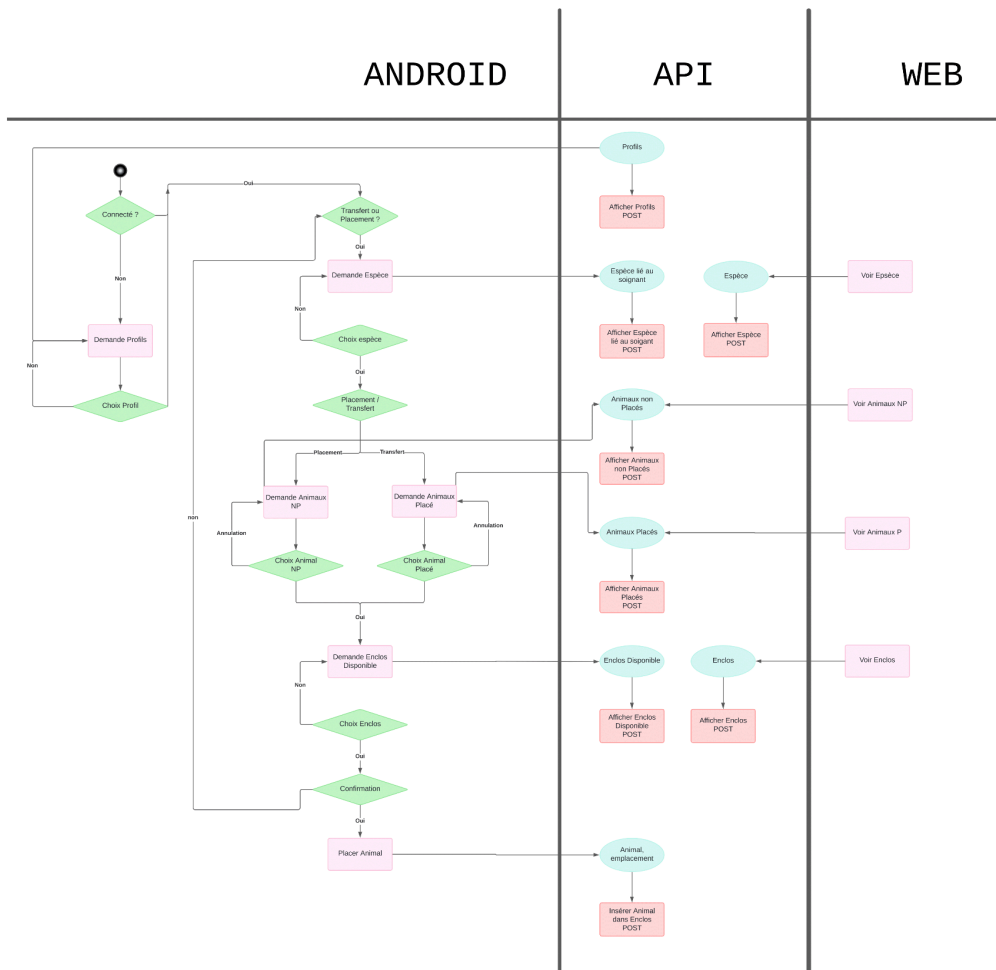 ANDROID
API
WEB
Profils
Oui
Connecté ?
Transfert ou
Placement ?
Afficher Profils
POST
Oui
Non
Demande Espèce
Espèce lié au
soignant
Espèce
Voir Epsèce
Non
Demande Profils
Choix espèce
Afficher Espèce
lié au soigant
POST
Afficher Espèce
POST
Non
Oui
Choix Profil
Placement /
Transfert
Animaux non
Placés
Voir Animaux NP
Placement
Transfert
Afficher Animaux
non Placés
POST
Demande Animaux
NP
Demande Animaux
Placé
non
Annulation
Annulation
Animaux Placés
Voir Animaux P
Choix Animal
NP
Choix Animal
Placé
Afficher Animaux
Placés
POST
Oui
Demande Enclos
Disponible
Enclos Disponible
Enclos
Voir Enclos
Non
Choix Enclos
Afficher Enclos
Disponible
POST
Afficher Enclos
POST
Oui
Confirmation
Oui
Placer Animal
Animal,
emplacement
Insérer Animal
dans Enclos
POST